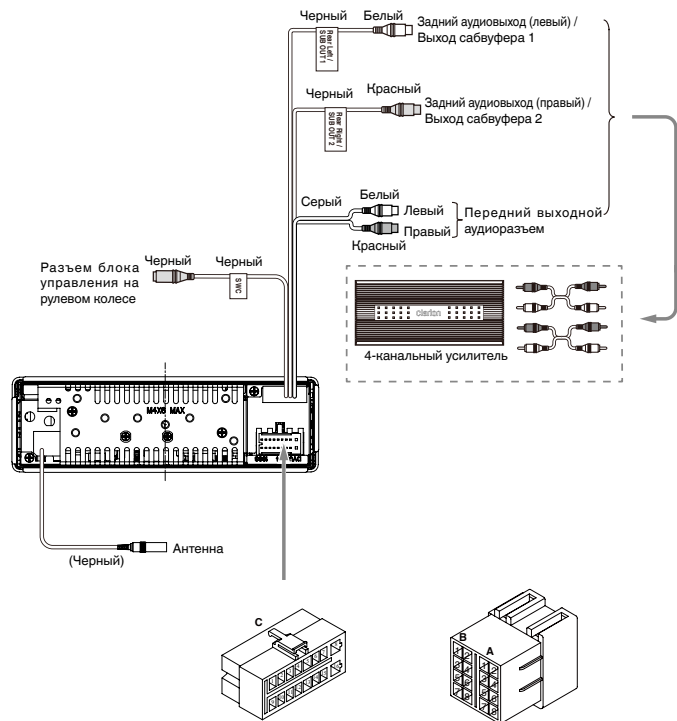 Черный Белый
Rear Left /
SUB OUT 1
Задний аудиовыход (левый) /
Выход сабвуфера 1
Черный Красный
Rear Right /
SUB OUT 2
Задний аудиовыход (правый) /
Выход сабвуфера 2
Серый Белый
Левый
Правый
Красный
Передний выходной
аудиоразъем
Разъем блока
управления на
рулевом колесе
Черный Черный
SWC
clarion
4-канальный усилитель
M4X6 MAX
Антенна
(Черный)
C
B
A